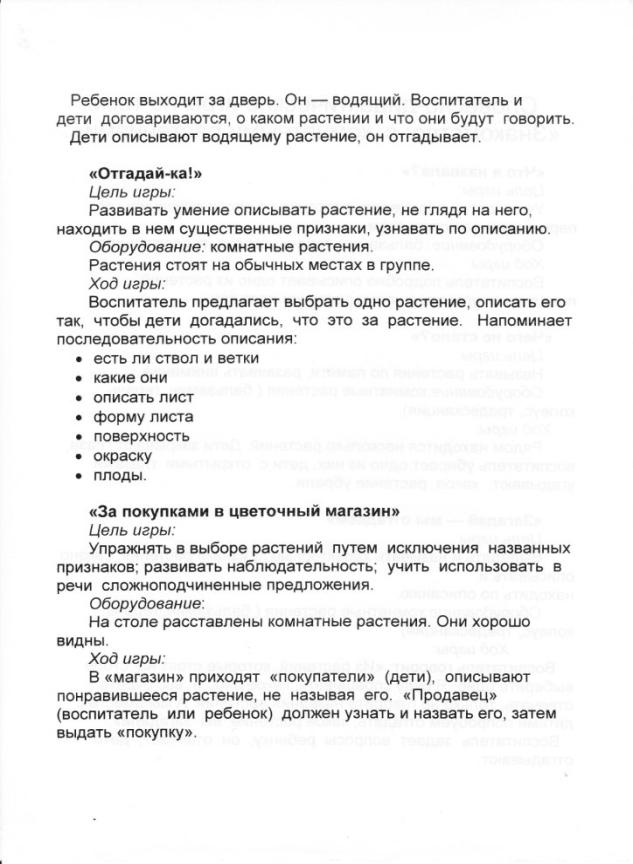 Ребенок выходит за дверь. Он — водящий. Воспитатель и
дети договариваются, о каком растении и что они будут говорить.
Дети описывают водящему растение, он отгадывает.
«Отгадай-ка!»
Цель игры:
Развивать умение описывать растение, не глядя на него,
находить в нем существенные признаки, узнавать по описанию.
Оборудование: комнатные растения.
Растения стоят на обычных местах в группе.
Ход игры:
Воспитатель предлагает выбрать одно растение, описать его
так, чтобы дети догадались, что это за растение. Напоминает
последовательность описания:
• есть ли ствол и ветки
• какие они
• описать лист
• форму листа
• поверхность
• окраску
• плоды.
«За покупками в цветочный магазин»
Цель игры:
Упражнять в выборе растений путем исключения названных
признаков; развивать наблюдательность; учить использовать в
речи сложноподчиненные предложения.
Оборудование:
На столе расставлены комнатные растения. Они хорошо
видны.
Ход игры:
В «магазин» приходят «покупатели» (дети), описывают
понравившееся растение, не называя его. «Продавец»
(воспитатель или ребенок) должен узнать и назвать его, затем
выдать «покупку».